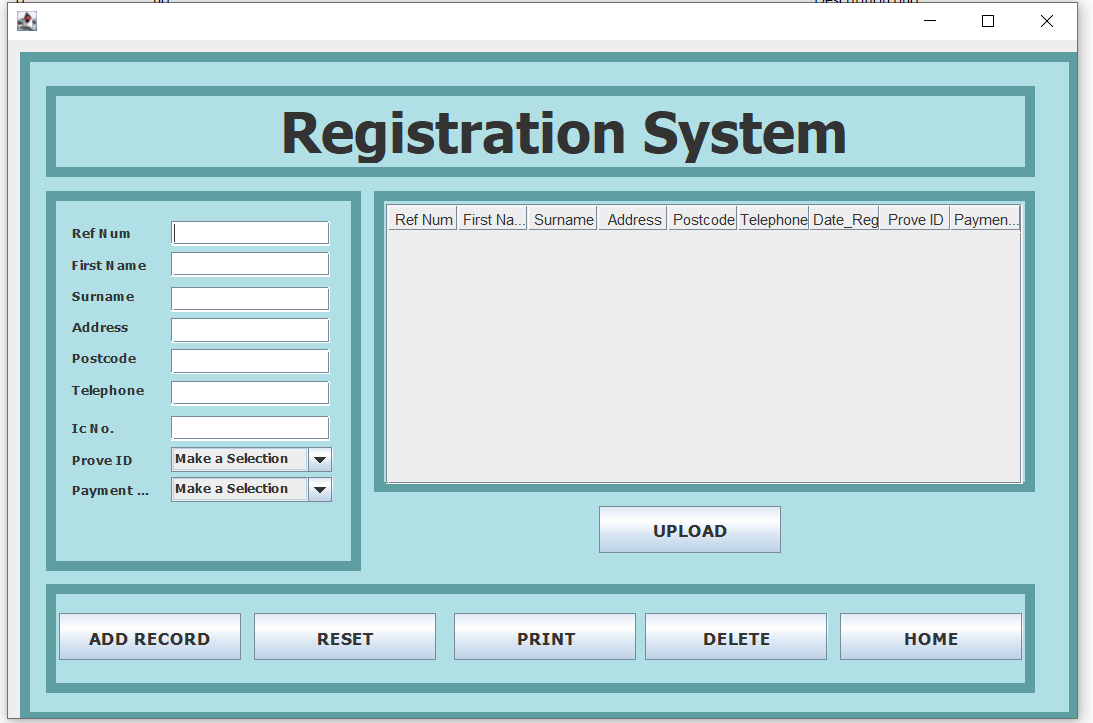 Registration System
Ref Num
First Name
Surname
Address
Postcode
Telephone
Ic No.
Prove ID Make a Selection
Payment ... Make a Selection
Ref Num First Na... Surname Address Postcode Telephone Date_Reg Prove ID Paymen...
UPLOAD
ADD RECORD RESET PRINT DELETE HOME